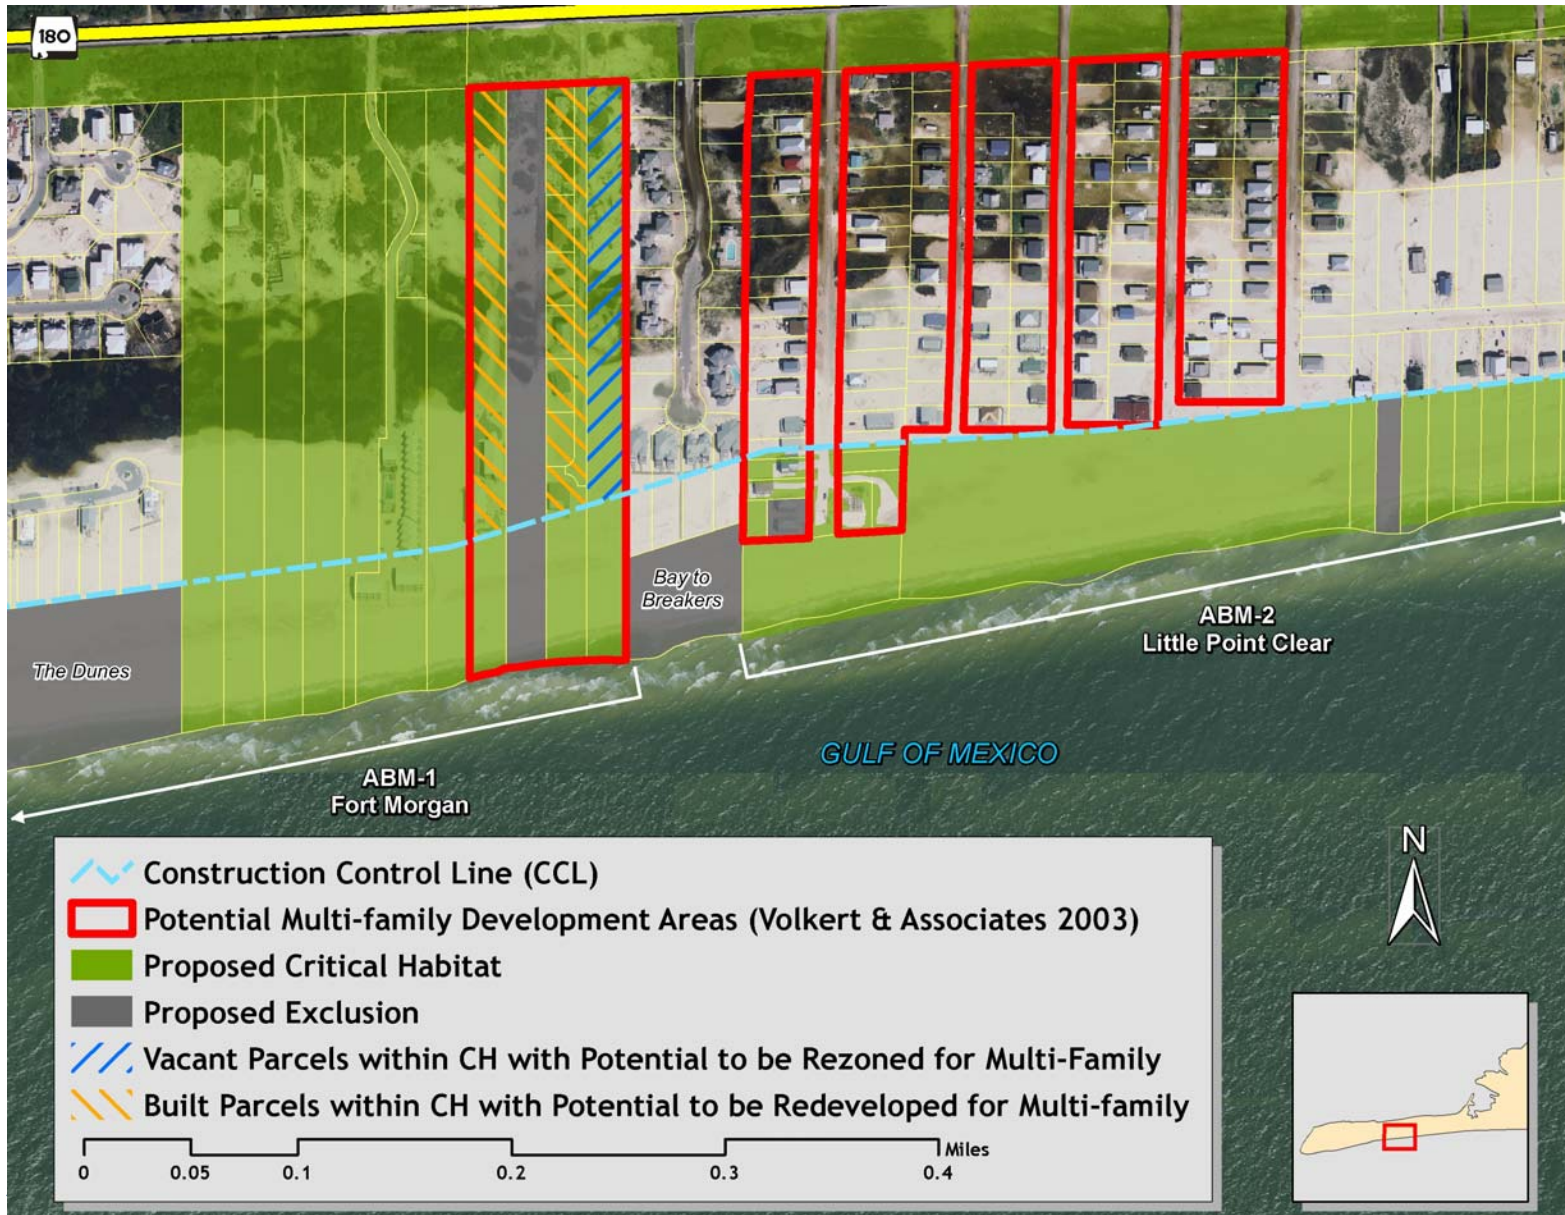 180
Bay to
Breakers
The Dunes
ABM-2
Little Point Clear
GULF OF MEXICO
ABM-1
Fort Morgan
N
Construction Control Line (CCL)
Potential Multi-family Development Areas (Volkert & Associates 2003)
Proposed Critical Habitat
Proposed Exclusion
Vacant Parcels within CH with Potential to be Rezoned for Multi-Family
Built Parcels within CH with Potential to be Redeveloped for Multi-family
Miles
0 0.05 0.1 0.2 0.3 0.4